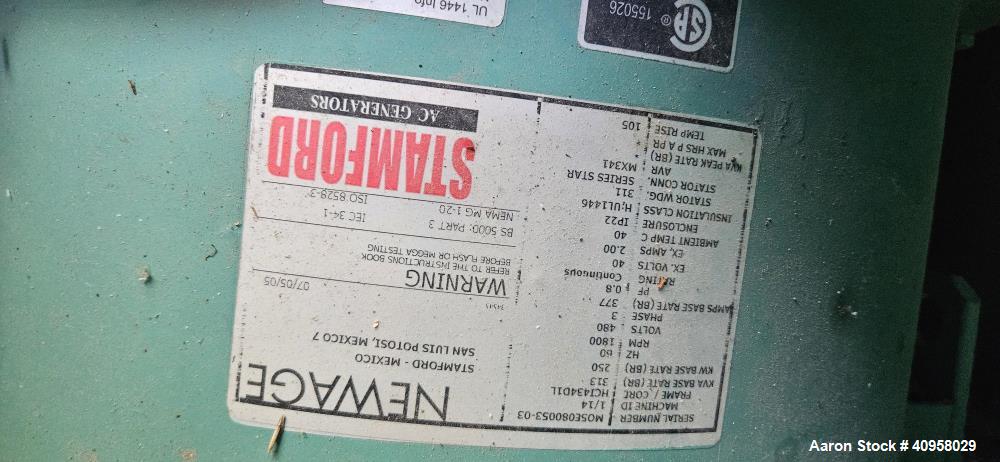 NEWAGE
STAMFORD - MEXICO
SAN LUIS POTOSI, MEXICO 7
07/05/05
WARNING
REFER TO THE INSTRUCTIONS BOOK
BEFORE FLASH OR MEGGA TESTING
BS 5000: PART 3 IEC 34-1
NEMA MG 1-20 ISO 8528-3
STAMFORD
AC GENERATORS
SERIAL NUMBER MOSE080053-03
MACHINE ID 1/14
FRAME / CORE HCI434D1L
KVA BASE RATE (BR) 313
KW BASE RATE (BR) 250
HZ 60
RPM 1800
VOLTS 480
PHASE 3
AMPS BASE RATE (BR) 377
PF 0.8
RATING Continuous
EX. VOLTS 40
EX. AMPS 2.00
AMBIENT TEMP C 40
ENCLOSURE IP22
INSULATION CLASS H;UL1446
STATOR WDG. 311
STATOR CONN. SERIES STAR
AVR MX341
KVA PEAK RATE (BR)
MAX HRS P A PR
TEMP RISE 105
UL 1446 Info
SA ® 155026
Aaron Stock # 40958029